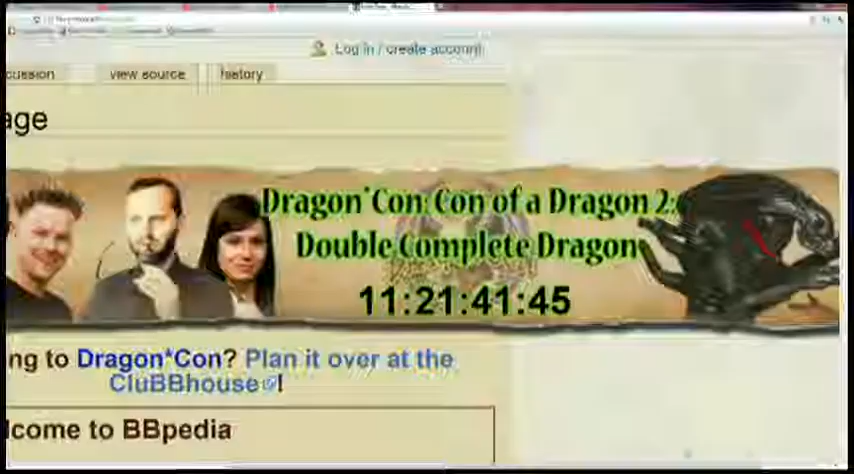 Log in / create account
cussion view source history
age
Dragon*Con: Con of a Dragon 2:
Double Complete Dragon
11:21:41:45
ng to Dragon*Con? Plan it over at the
CluBBhouse!
lcome to BBpedia